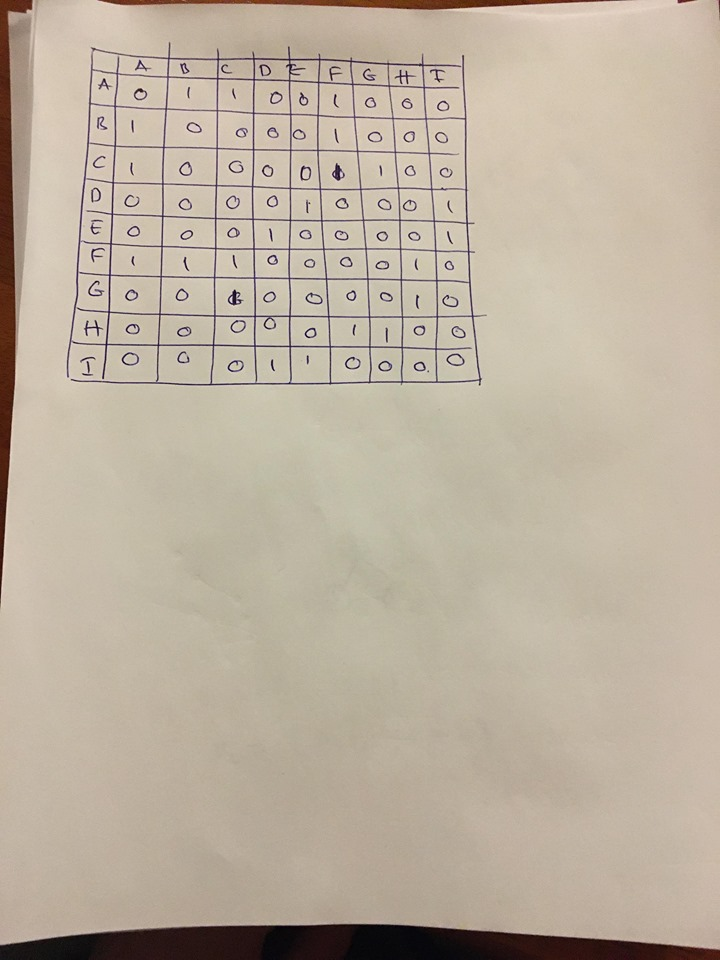 A B C D E F G H I
A 0 1 1 0 0 1 0 0 0
B 1 0 0 0 0 1 0 0 0
C 1 0 0 0 0 1 1 0 0
D 0 0 0 0 1 0 0 0 1
E 0 0 0 1 0 0 0 0 1
F 1 1 1 0 0 0 0 1 0
G 0 0 1 0 0 0 0 1 0
H 0 0 0 0 0 1 1 0 0
I 0 0 0 1 1 0 0 0 0